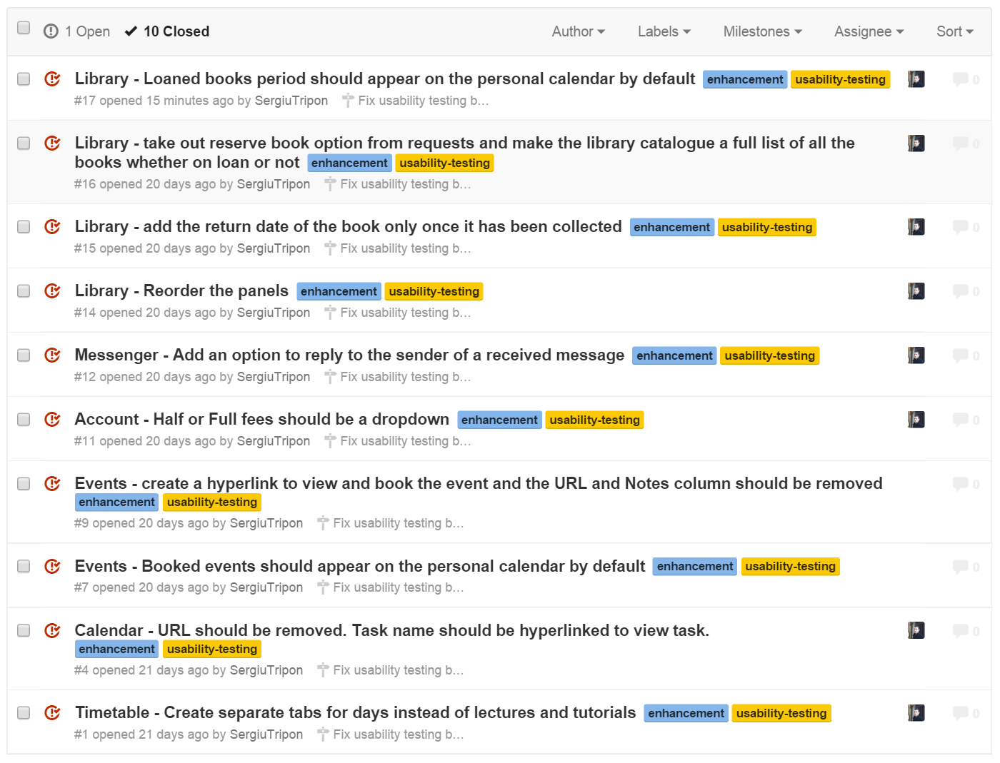 1 Open 10 Closed Author Labels Milestones Assignee Sort
Library - Loaned books period should appear on the personal calendar by default enhancement usability-testing 0
#17 opened 15 minutes ago by SergiuTripon Fix usability testing b...
Library - take out reserve book option from requests and make the library catalogue a full list of all the 0
books whether on loan or not enhancement usability-testing
#16 opened 20 days ago by SergiuTripon Fix usability testing b...
Library - add the return date of the book only once it has been collected enhancement usability-testing 0
#15 opened 20 days ago by SergiuTripon Fix usability testing b...
Library - Reorder the panels enhancement usability-testing 0
#14 opened 20 days ago by SergiuTripon Fix usability testing b...
Messenger - Add an option to reply to the sender of a received message enhancement usability-testing 0
#12 opened 20 days ago by SergiuTripon Fix usability testing b...
Account - Half or Full fees should be a dropdown enhancement usability-testing 0
#11 opened 20 days ago by SergiuTripon Fix usability testing b...
Events - create a hyperlink to view and book the event and the URL and Notes column should be removed 0
enhancement usability-testing
#9 opened 20 days ago by SergiuTripon Fix usability testing b...
Events - Booked events should appear on the personal calendar by default enhancement usability-testing 0
#7 opened 20 days ago by SergiuTripon Fix usability testing b...
Calendar - URL should be removed. Task name should be hyperlinked to view task. 0
enhancement usability-testing
#4 opened 21 days ago by SergiuTripon Fix usability testing b...
Timetable - Create separate tabs for days instead of lectures and tutorials enhancement usability-testing 0
#1 opened 21 days ago by SergiuTripon Fix usability testing b...